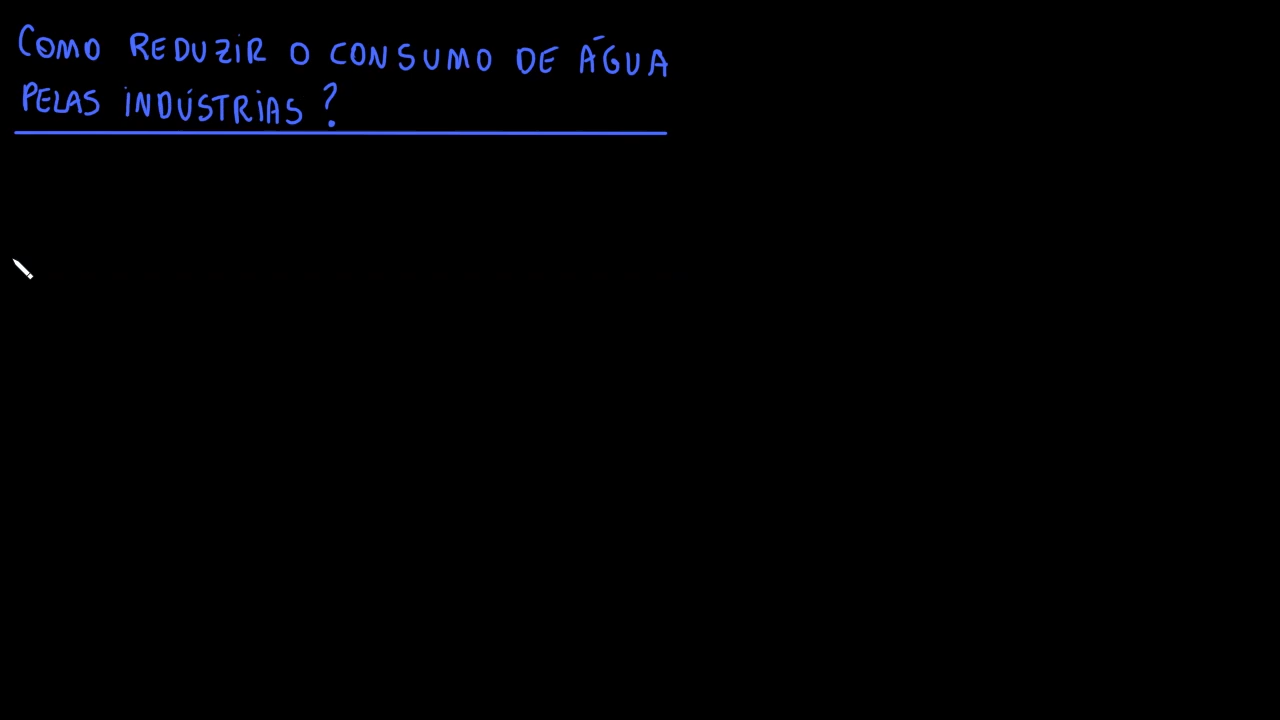 COMO REDUZIR O CONSUMO DE ÁGUA
PELAS INDÚSTRIAS?